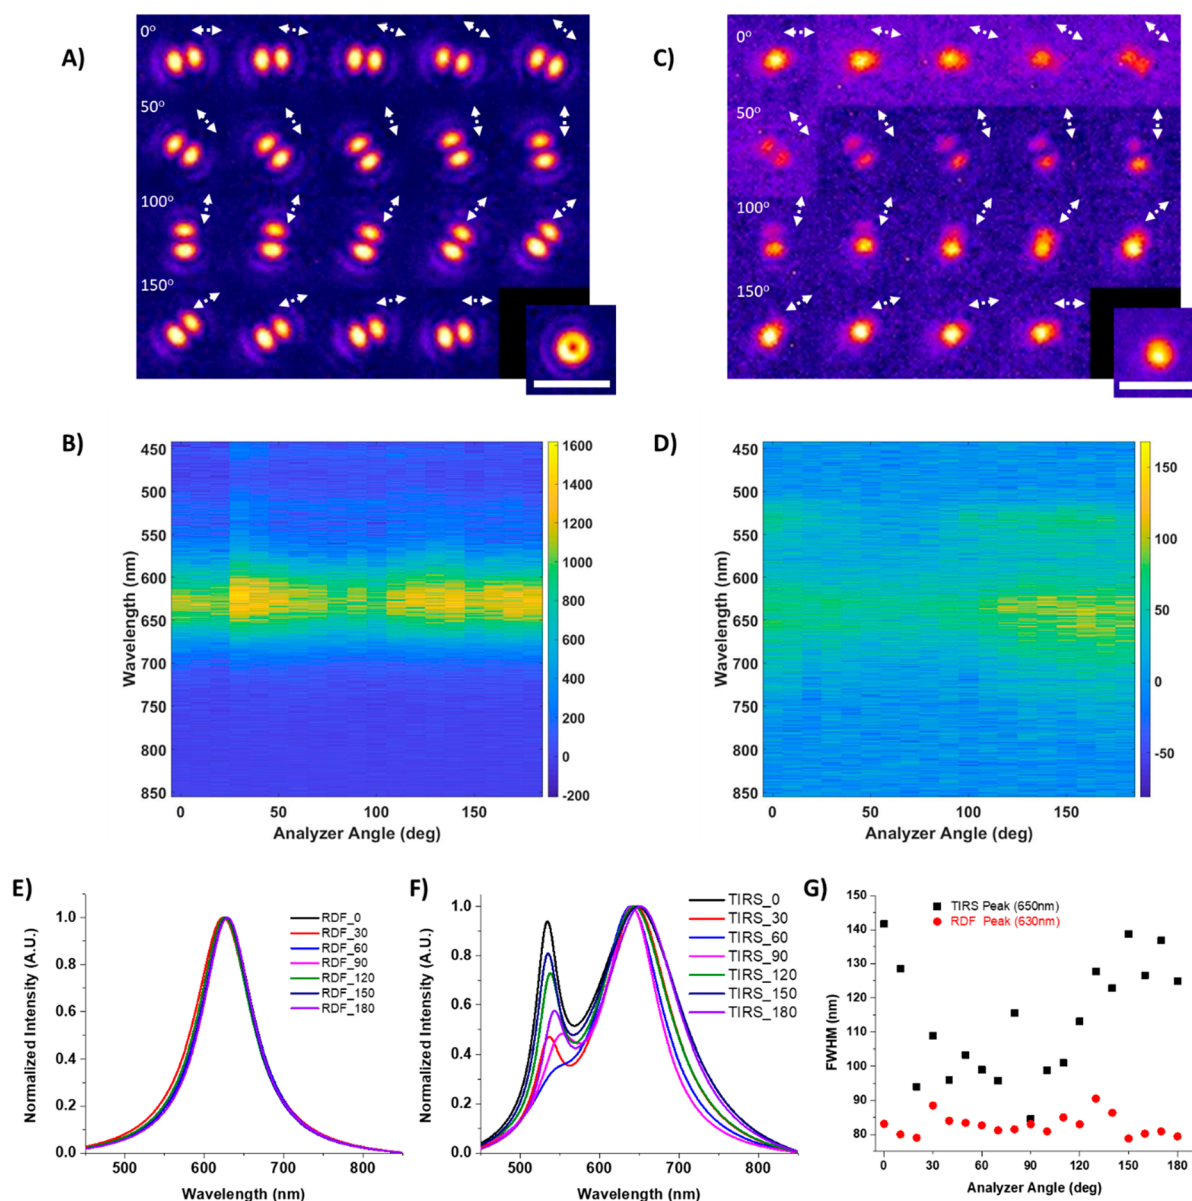 A)
0°
50°
100°
150°
C)
0°
50°
100°
150°
B)
Wavelength (nm)
450
500
550
600
650
700
750
800
850
0 50 100 150
Analyzer Angle (deg)
1600
1400
1200
1000
800
600
400
200
0
-200
D)
Wavelength (nm)
450
500
550
600
650
700
750
800
850
0 50 100 150
Analyzer Angle (deg)
150
100
50
0
-50
E)
Normalized Intensity (A.U.)
1.0
0.8
0.6
0.4
0.2
0.0
500 600 700 800
Wavelength (nm)
RDF_0
RDF_30
RDF_60
RDF_90
RDF_120
RDF_150
RDF_180
F)
Normalized Intensity (A.U.)
1.0
0.8
0.6
0.4
0.2
0.0
500 600 700 800
Wavelength (nm)
TIRS_0
TIRS_30
TIRS_60
TIRS_90
TIRS_120
TIRS_150
TIRS_180
G)
FWHM (nm)
150
140
130
120
110
100
90
80
0 30 60 90 120 150 180
Analyzer Angle (deg)
TIRS Peak (650nm)
RDF Peak (630nm)